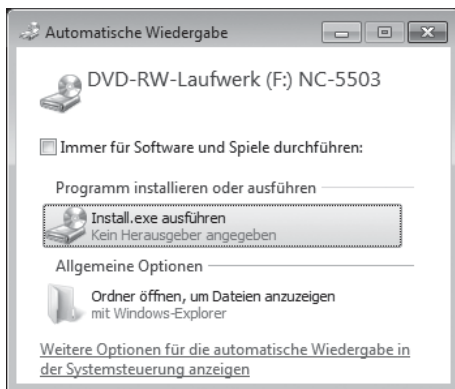 Automatische Wiedergabe
DVD-RW-Laufwerk (F:) NC-5503
Immer für Software und Spiele durchführen:
Programm installieren oder ausführen
Install.exe ausführen
Kein Herausgeber angegeben
Allgemeine Optionen
Ordner öffnen, um Dateien anzuzeigen
mit Windows-Explorer
Weitere Optionen für die automatische Wiedergabe in
der Systemsteuerung anzeigen